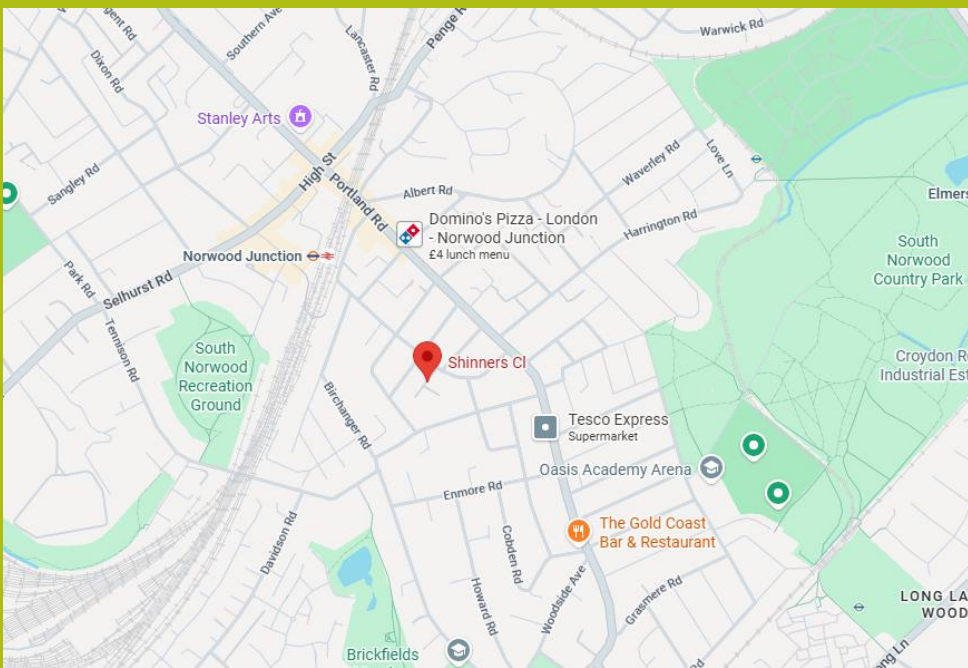 Warwick Rd
Penge R
gent Rd
Southern Ave
Lancaster Rd
Dixon Rd
Stanley Arts
High St
Portland Rd
Waverley Rd
Love Ln
Sangley Rd
Albert Rd
Elmers
Domino's Pizza - London
- Norwood Junction
£4 lunch menu
Harrington Rd
South
Norwood
Country Park
Norwood Junction
Park Rd
Selhurst Rd
Tennison Rd
South
Norwood
Recreation
Ground
Shinners Cl
Croydon R
Industrial Est
Birchanger Rd
Tesco Express
Supermarket
Oasis Academy Arena
Enmore Rd
The Gold Coast
Bar & Restaurant
Davidson Rd
Cobden Rd
Howard Rd
Woodside Ave
Grasmere Rd
LONG LA
WOOD
ng Ln
Rd
Brickfields